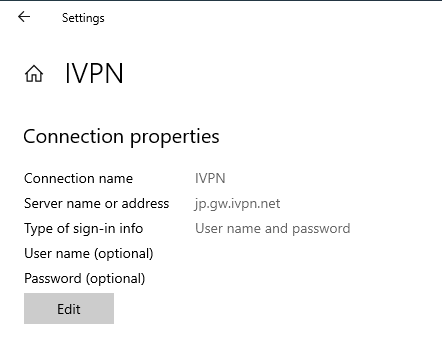 Settings
IVPN
Connection properties
Connection name IVPN
Server name or address jp.gw.ivpn.net
Type of sign-in info User name and password
User name (optional)
Password (optional)
Edit